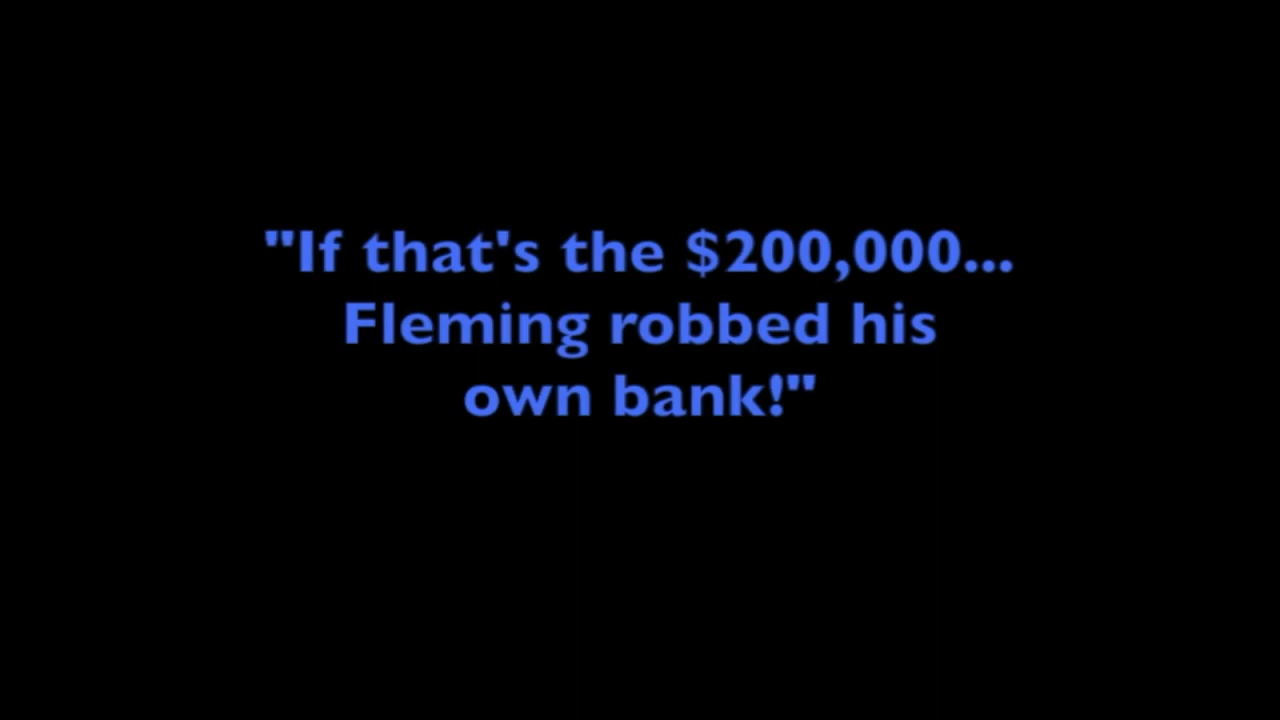 "If that's the $200,000...
Fleming robbed his
own bank!"